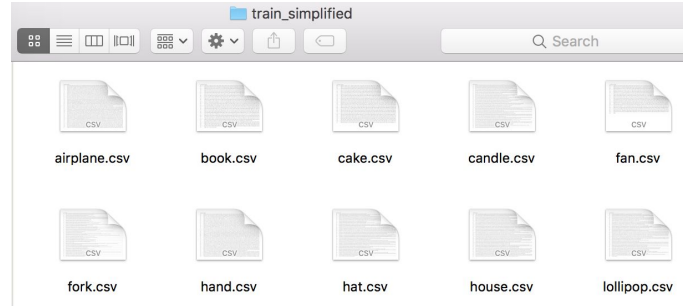 train_simplified
Search
CSV CSV CSV CSV CSV
airplane.csv book.csv cake.csv candle.csv fan.csv
CSV CSV CSV CSV CSV
fork.csv hand.csv hat.csv house.csv lollipop.csv